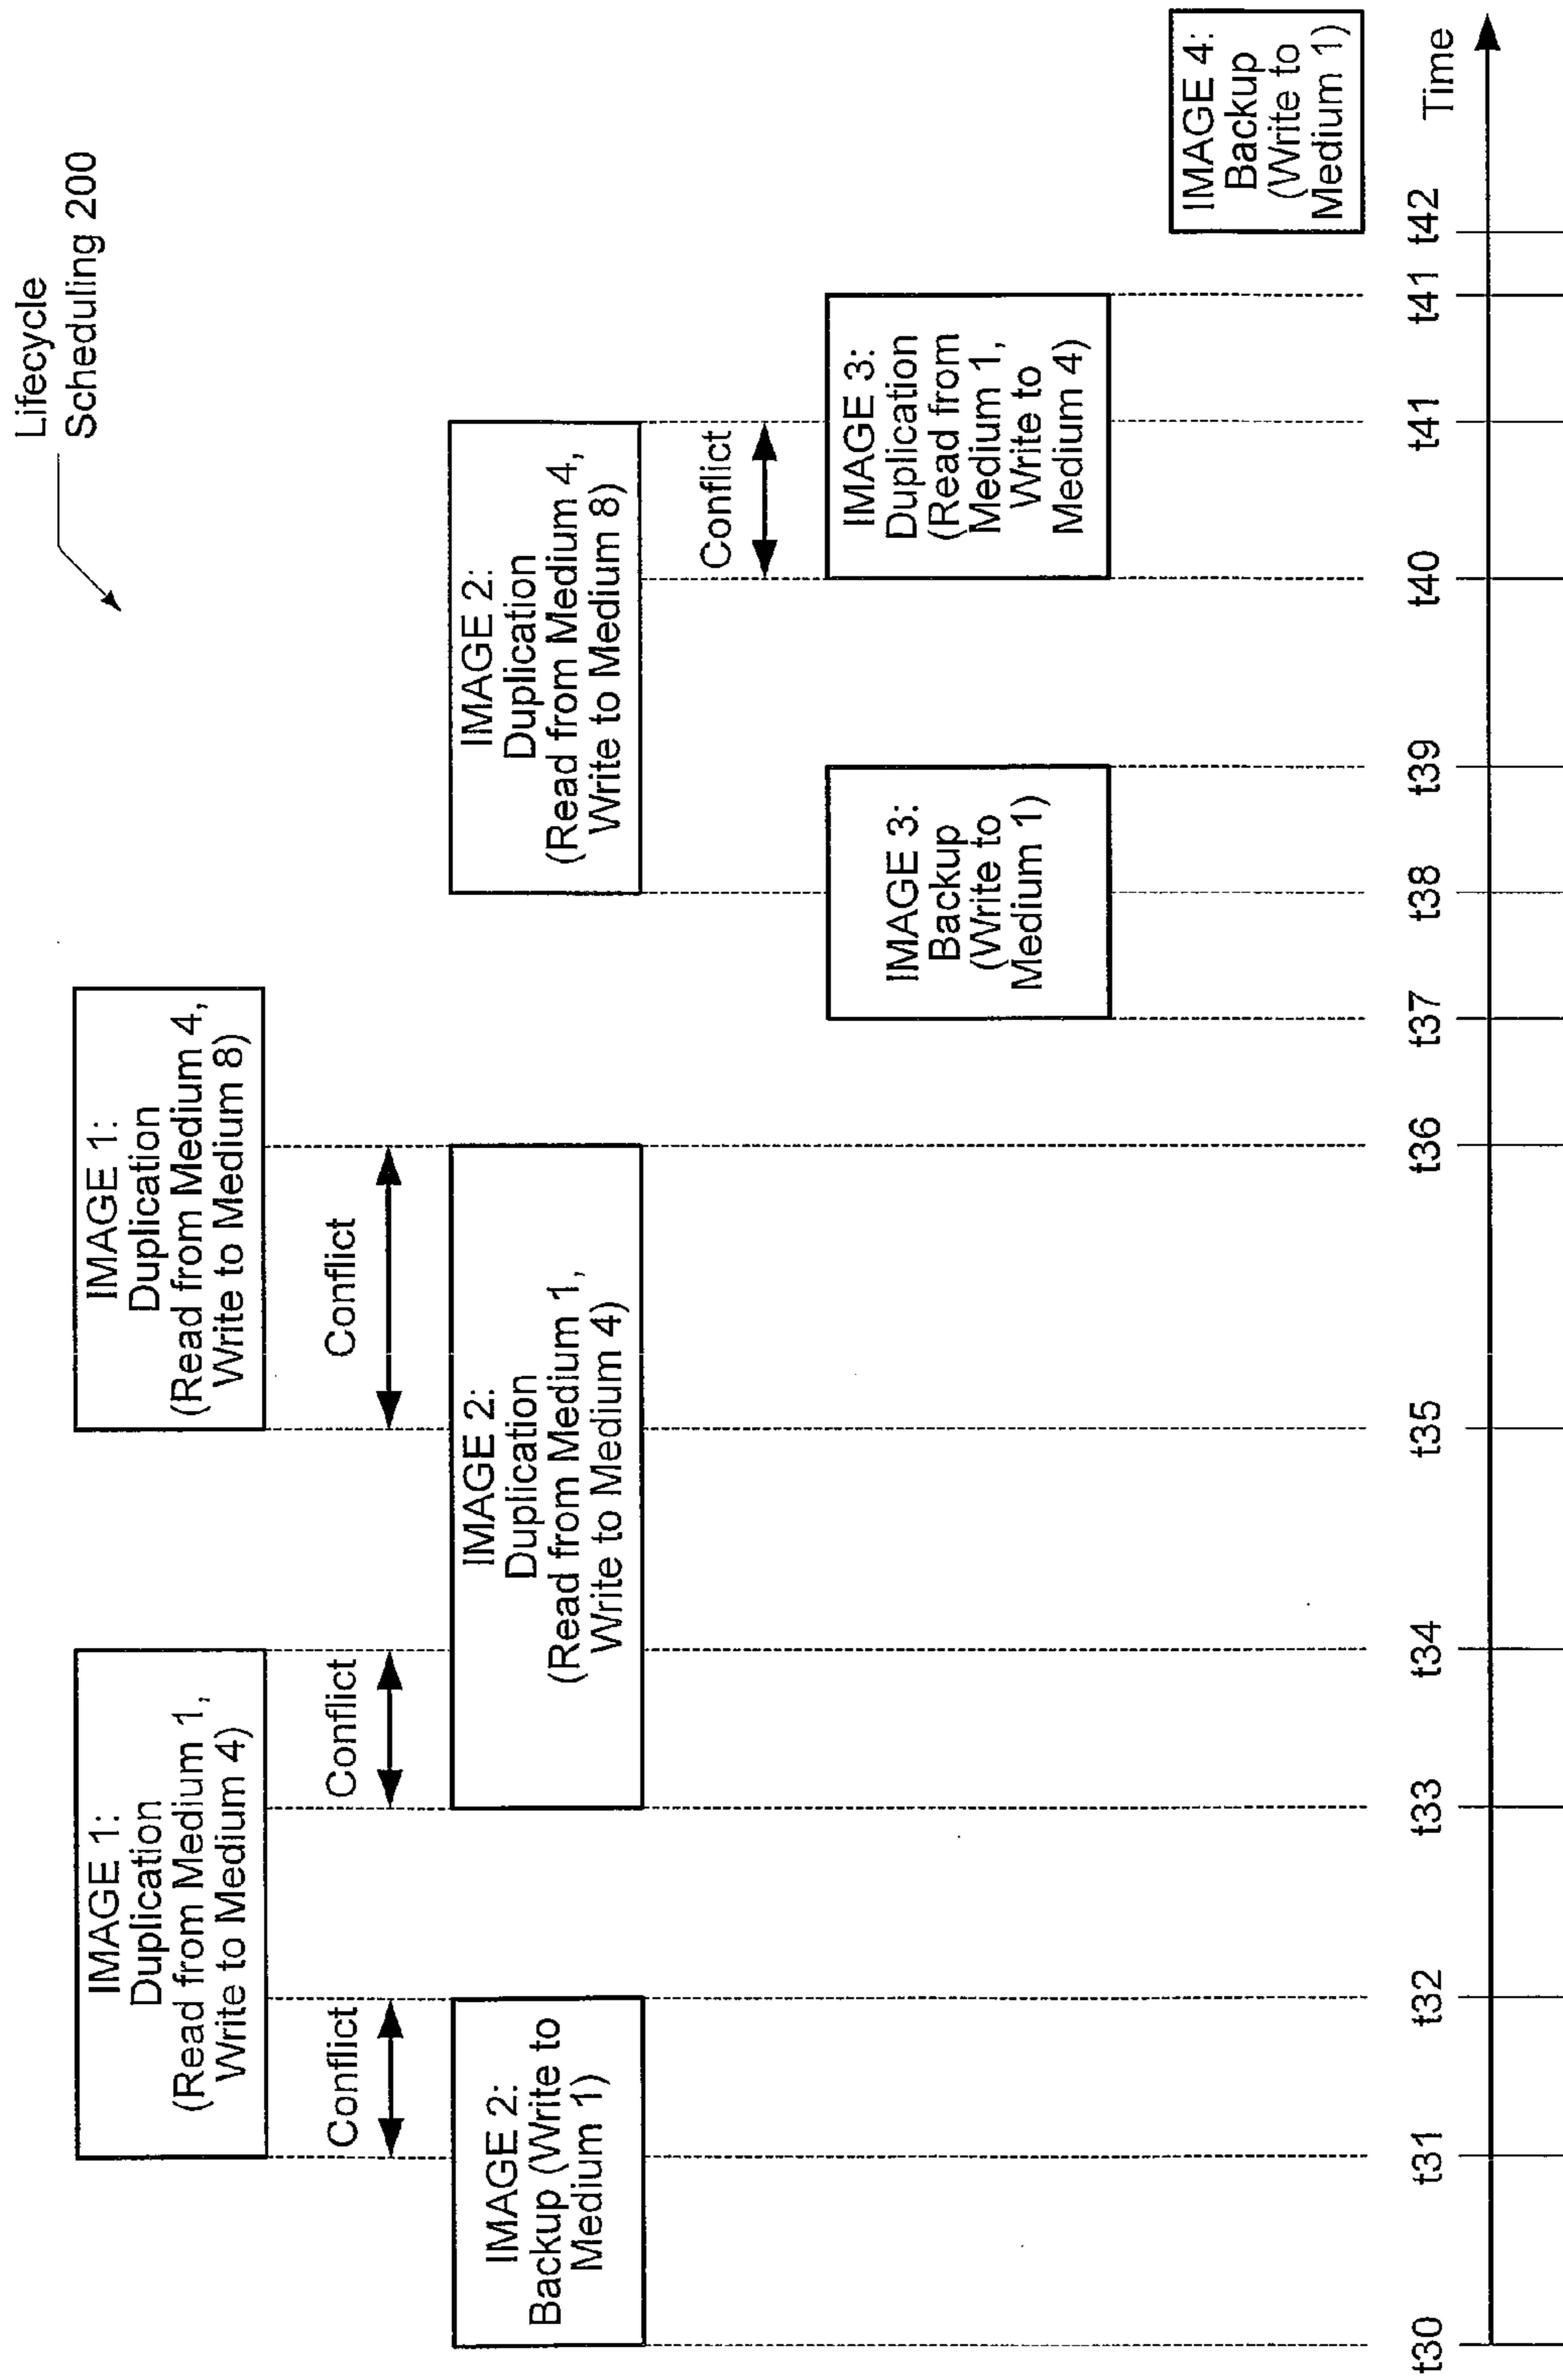 Lifecycle
Scheduling 200
IMAGE 1:
Duplication
(Read from Medium 1,
Write to Medium 4)
IMAGE 1:
Duplication
(Read from Medium 4,
Write to Medium 8)
Conflict
Conflict
Conflict
IMAGE 2:
Backup (Write to
Medium 1)
IMAGE 2:
Duplication
(Read from Medium 1,
Write to Medium 4)
IMAGE 2:
Duplication
(Read from Medium 4,
Write to Medium 8)
Conflict
IMAGE 3:
Backup
(Write to
Medium 1)
IMAGE 3:
Duplication
(Read from
Medium 1,
Write to
Medium 4)
IMAGE 4:
Backup
(Write to
Medium 1)
t30 t31 t32 t33 t34 t35 t36 t37 t38 t39 t40 t41 t41 t42 Time